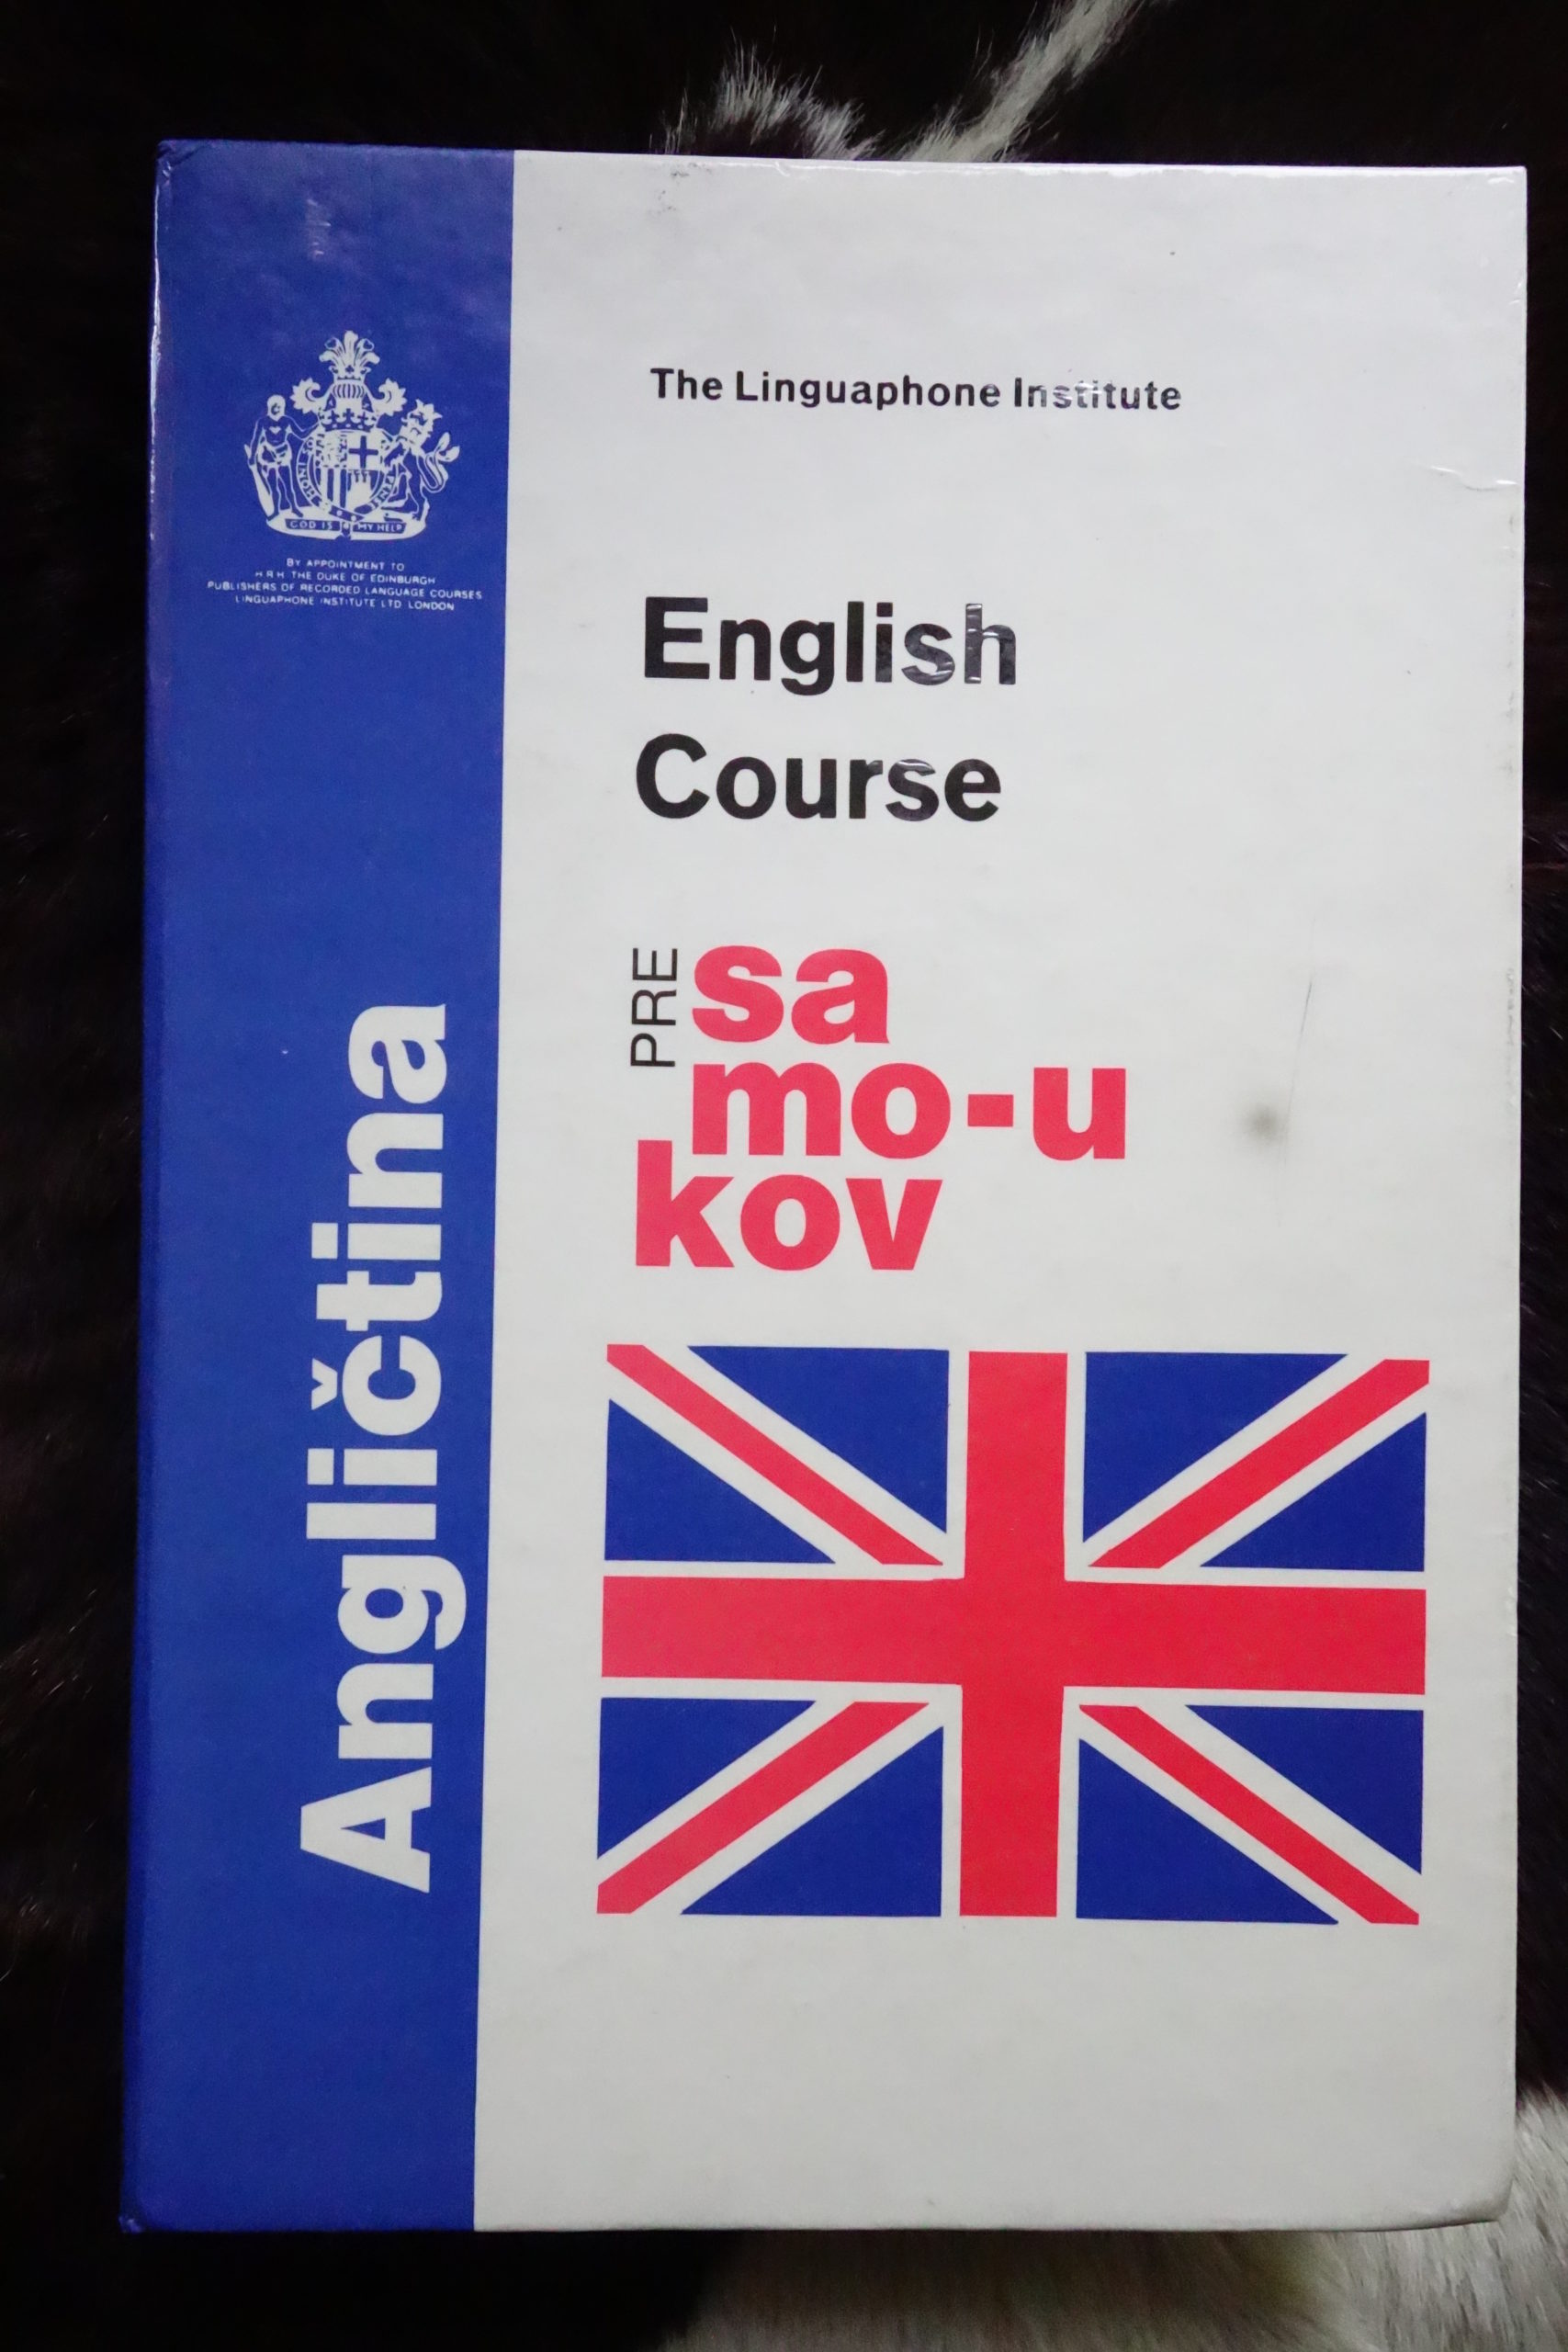 GOD IS MY HELP
BY APPOINTMENT TO
H R H THE DUKE OF EDINBURGH
PUBLISHERS OF RECORDED LANGUAGE COURSES
LINGUAPHONE INSTITUTE LTD LONDON
Angličtina
The Linguaphone Institute
English
Course
PRE
sa
mo-u
kov